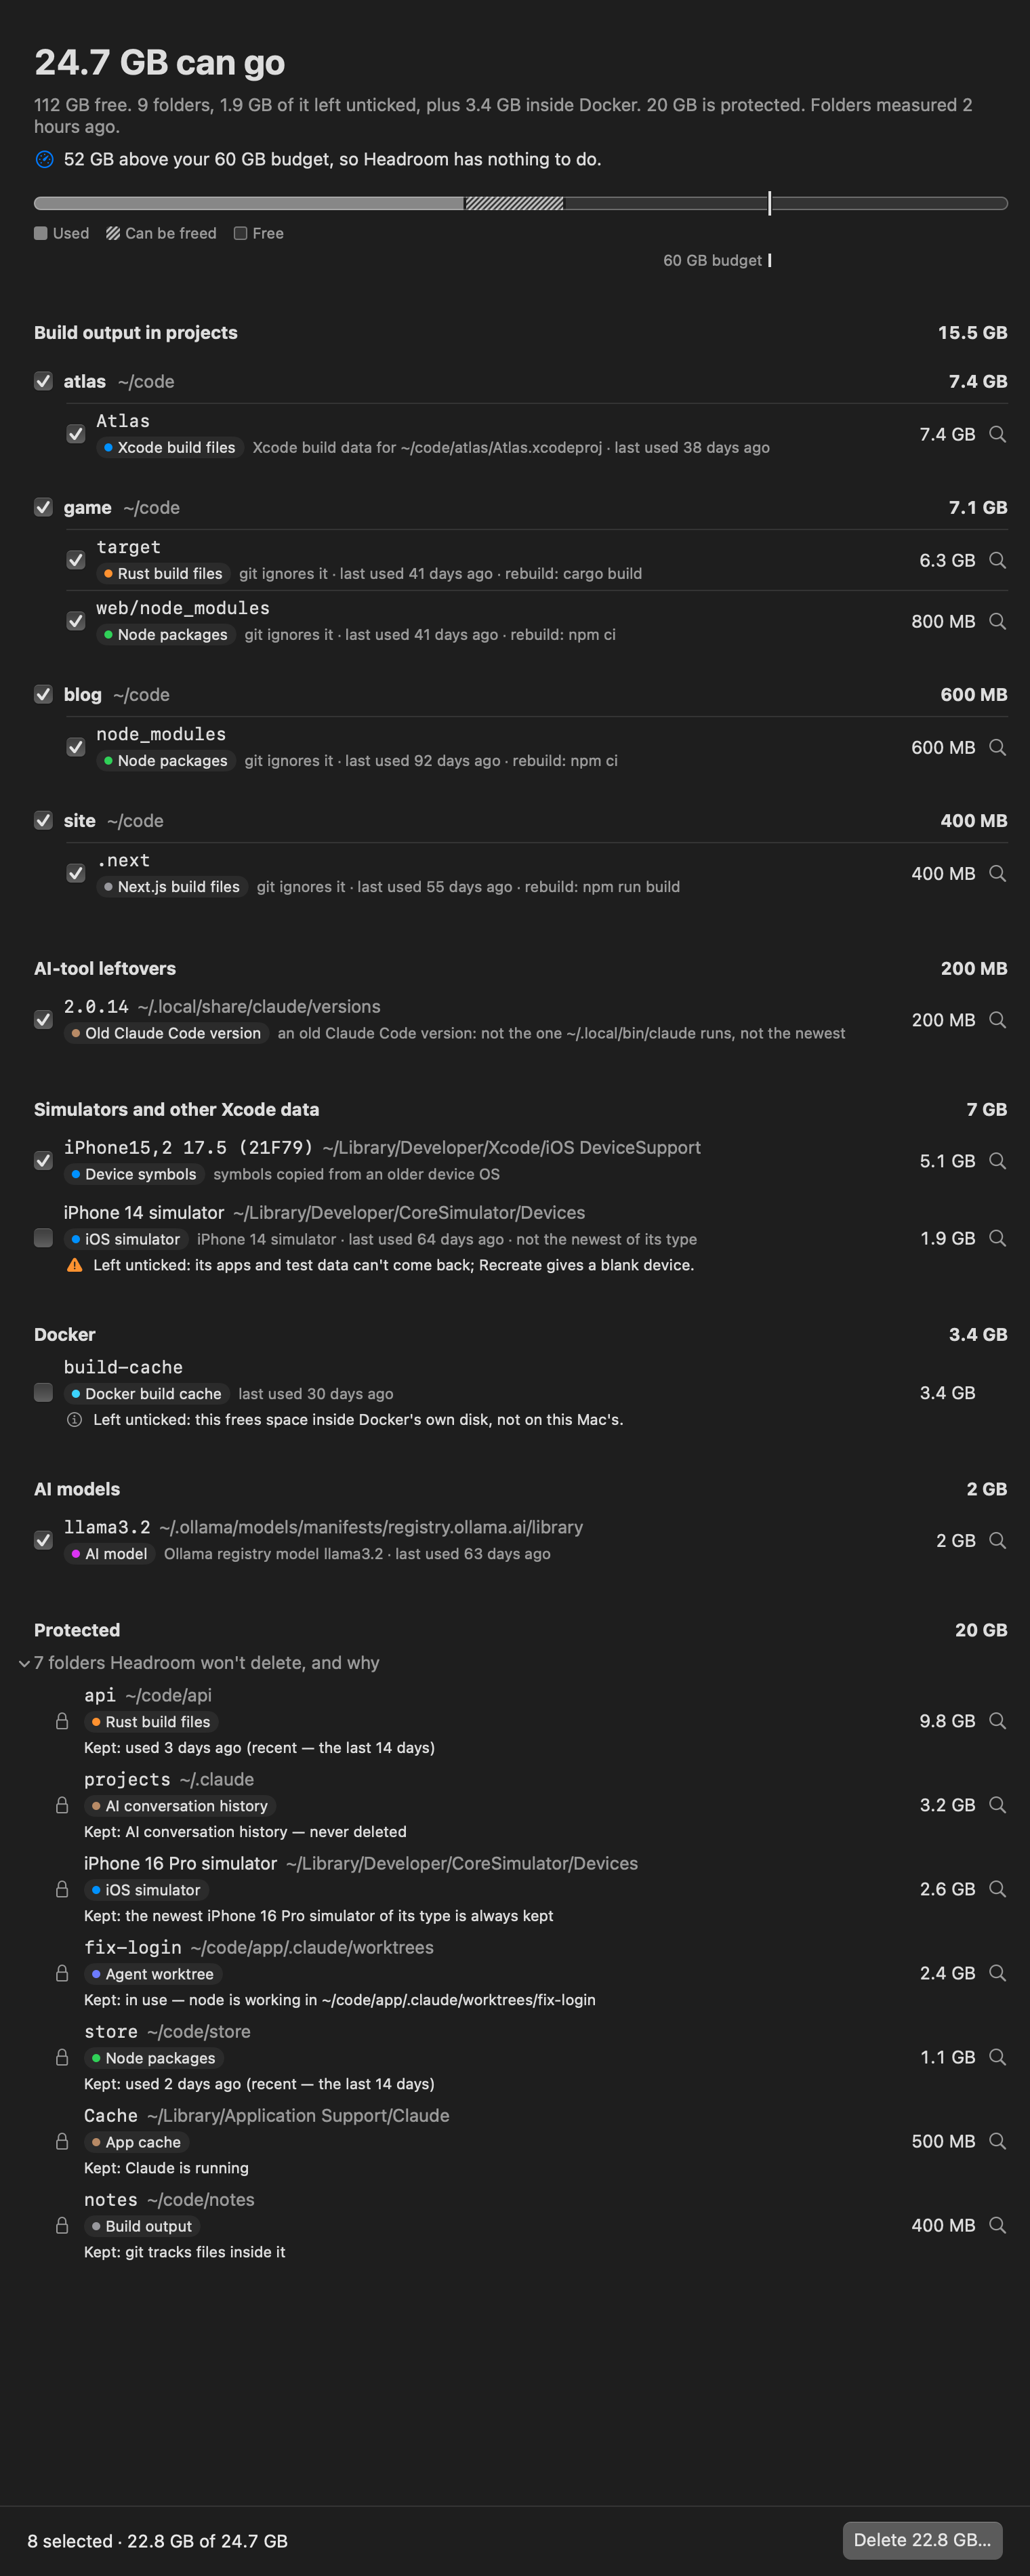 24.7 GB can go
112 GB free. 9 folders, 1.9 GB of it left unticked, plus 3.4 GB inside Docker. 20 GB is protected. Folders measured 2
hours ago.
52 GB above your 60 GB budget, so Headroom has nothing to do.
Used Can be freed Free
60 GB budget
Build output in projects 15.5 GB
atlas ~/code 7.4 GB
Atlas
Xcode build files Xcode build data for ~/code/atlas/Atlas.xcodeproj · last used 38 days ago 7.4 GB
game ~/code 7.1 GB
target
Rust build files git ignores it · last used 41 days ago · rebuild: cargo build 6.3 GB
web/node_modules
Node packages git ignores it · last used 41 days ago · rebuild: npm ci 800 MB
blog ~/code 600 MB
node_modules
Node packages git ignores it · last used 92 days ago · rebuild: npm ci 600 MB
site ~/code 400 MB
.next
Next.js build files git ignores it · last used 55 days ago · rebuild: npm run build 400 MB
AI-tool leftovers 200 MB
2.0.14 ~/.local/share/claude/versions
Old Claude Code version an old Claude Code version: not the one ~/.local/bin/claude runs, not the newest 200 MB
Simulators and other Xcode data 7 GB
iPhone15,2 17.5 (21F79) ~/Library/Developer/Xcode/iOS DeviceSupport
Device symbols symbols copied from an older device OS 5.1 GB
iPhone 14 simulator ~/Library/Developer/CoreSimulator/Devices
iOS simulator iPhone 14 simulator · last used 64 days ago · not the newest of its type 1.9 GB
Left unticked: its apps and test data can't come back; Recreate gives a blank device.
Docker 3.4 GB
build-cache
Docker build cache last used 30 days ago 3.4 GB
Left unticked: this frees space inside Docker's own disk, not on this Mac's.
AI models 2 GB
llama3.2 ~/.ollama/models/manifests/registry.ollama.ai/library
AI model Ollama registry model llama3.2 · last used 63 days ago 2 GB
Protected 20 GB
7 folders Headroom won't delete, and why
api ~/code/api
Rust build files 9.8 GB
Kept: used 3 days ago (recent — the last 14 days)
projects ~/.claude
AI conversation history 3.2 GB
Kept: AI conversation history — never deleted
iPhone 16 Pro simulator ~/Library/Developer/CoreSimulator/Devices
iOS simulator 2.6 GB
Kept: the newest iPhone 16 Pro simulator of its type is always kept
fix-login ~/code/app/.claude/worktrees
Agent worktree 2.4 GB
Kept: in use — node is working in ~/code/app/.claude/worktrees/fix-login
store ~/code/store
Node packages 1.1 GB
Kept: used 2 days ago (recent — the last 14 days)
Cache ~/Library/Application Support/Claude
App cache 500 MB
Kept: Claude is running
notes ~/code/notes
Build output 400 MB
Kept: git tracks files inside it
8 selected · 22.8 GB of 24.7 GB Delete 22.8 GB...